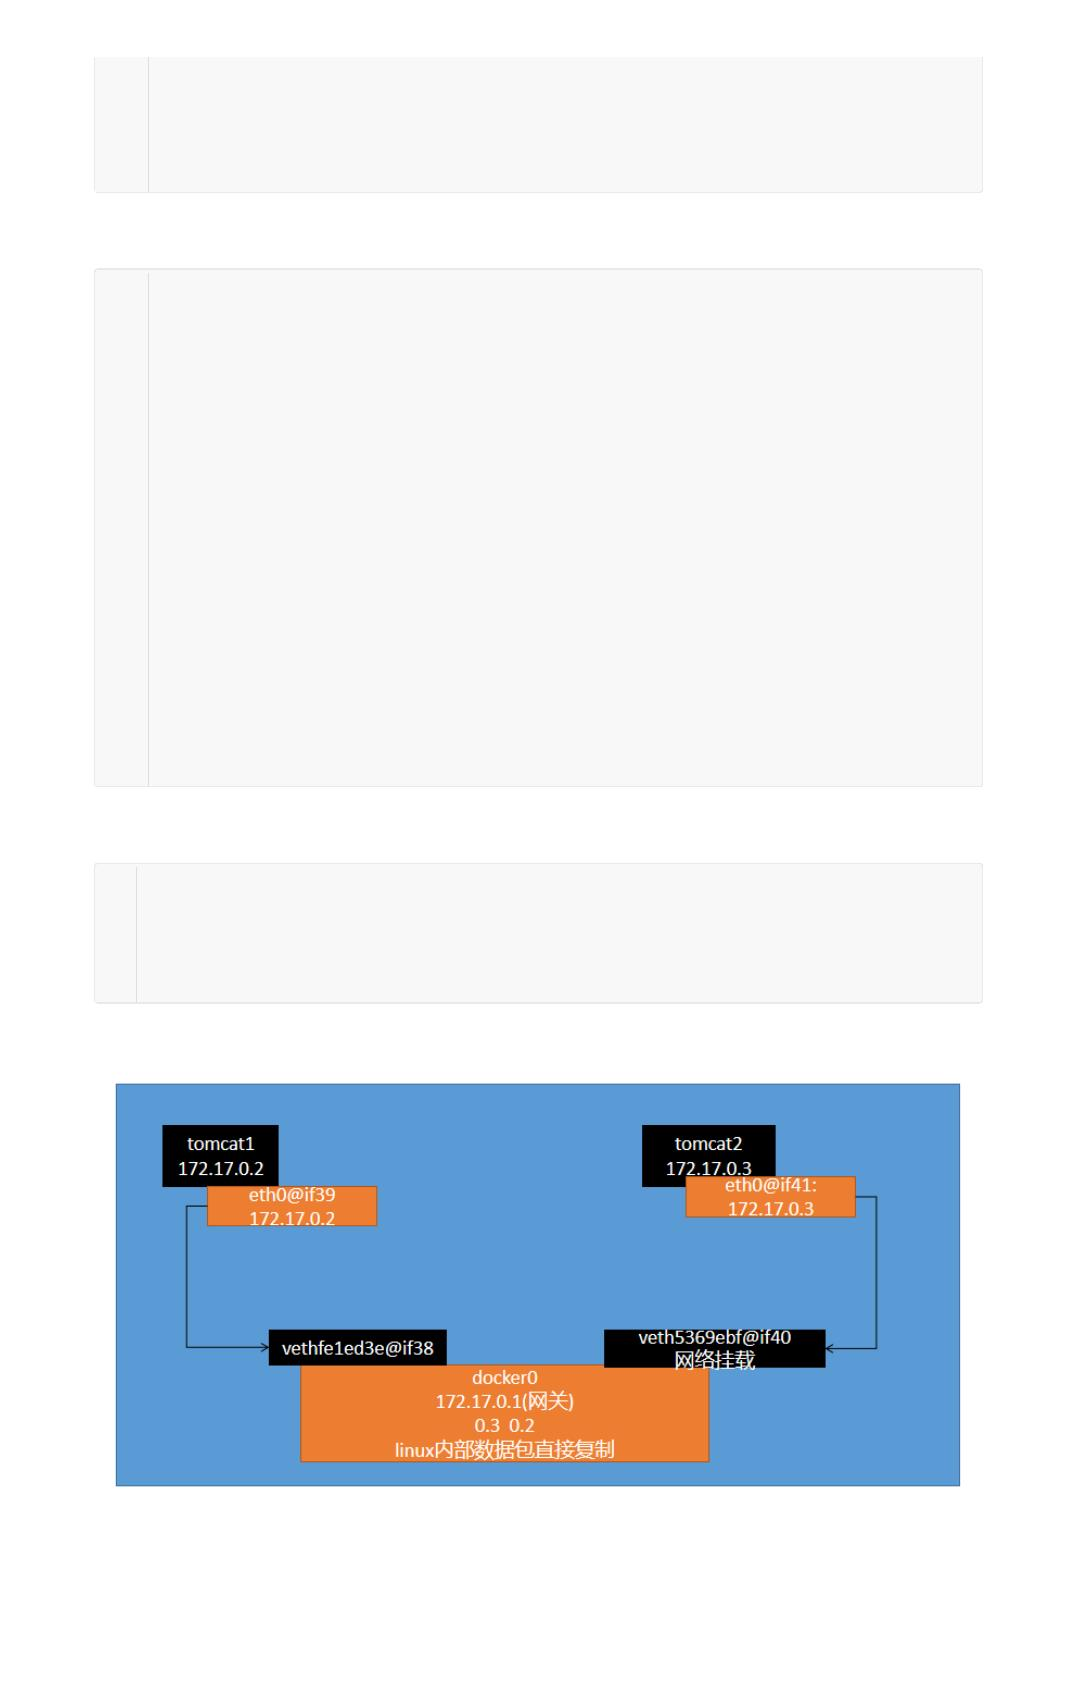 tomcat1
172.17.0.2
eth0@if39
172.17.0.2
tomcat2
172.17.0.3
eth0@if41:
172.17.0.3
vethfe1ed3e@if38
veth5369ebf@if40
网络挂载
docker0
172.17.0.1(网关)
0.3 0.2
linux内部数据包直接复制